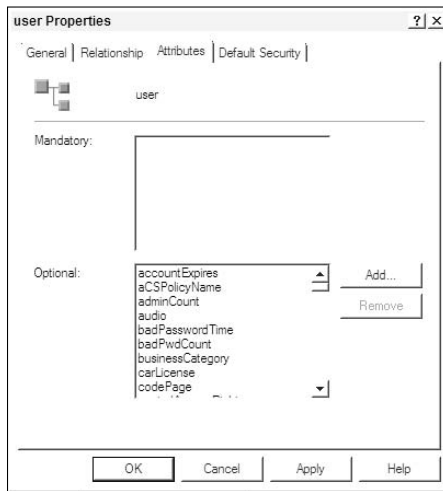 user Properties
? ×
General Relationship Attributes Default Security
user
Mandatory:
Optional:
accountExpires
aCSPolicyName
adminCount
audio
badPasswordTime
badPwdCount
businessCategory
carLicense
codePage
Add...
Remove
OK Cancel Apply Help